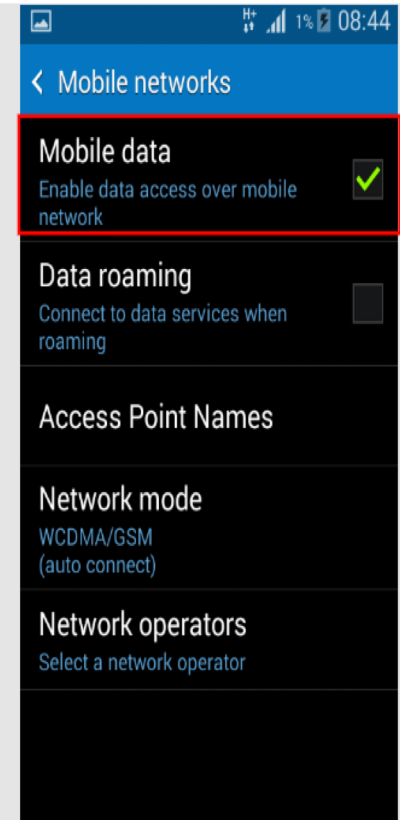 H+ 1% 08:44
Mobile networks
Mobile data
Enable data access over mobile
network
Data roaming
Connect to data services when
roaming
Access Point Names
Network mode
WCDMA/GSM
(auto connect)
Network operators
Select a network operator